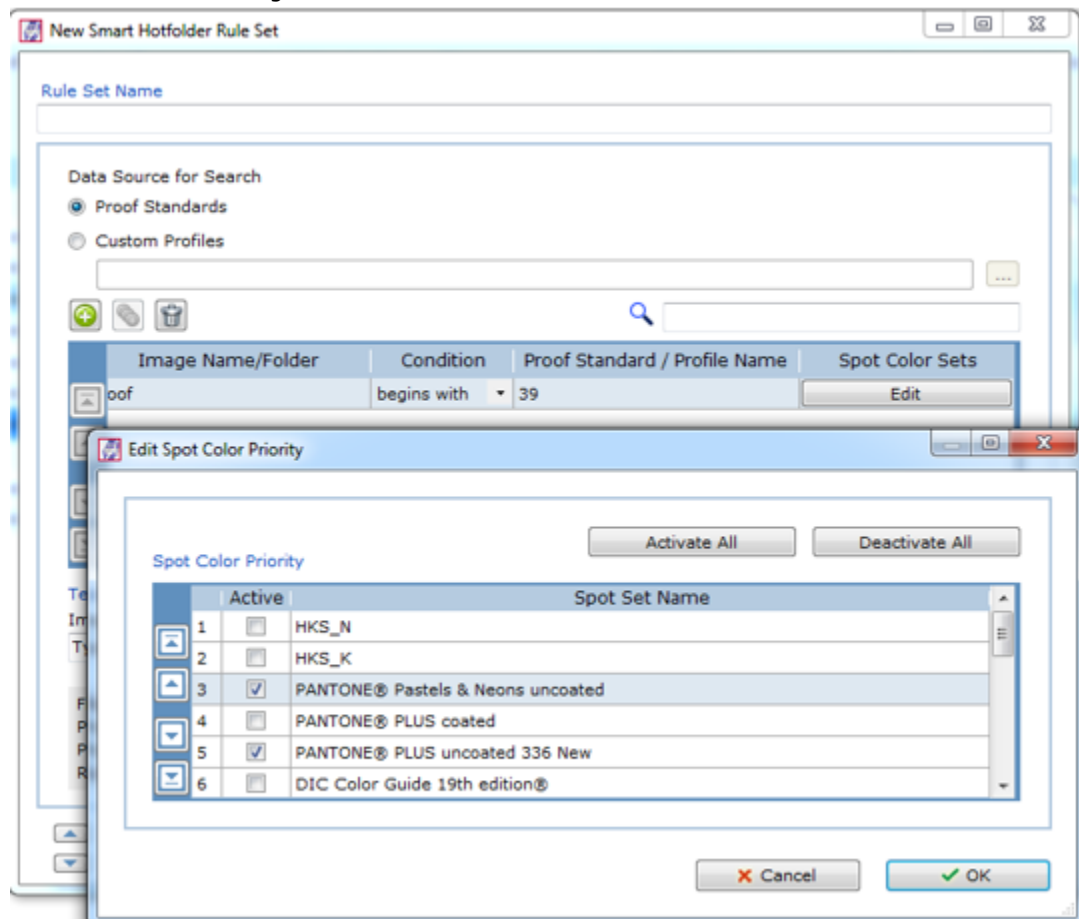 New Smart Hotfolder Rule Set
Rule Set Name
Data Source for Search
Proof Standards
Custom Profiles
...
Image Name/Folder Condition Proof Standard / Profile Name Spot Color Sets
oof begins with 39 Edit
Edit Spot Color Priority
Activate All Deactivate All
Spot Color Priority
Active Spot Set Name
1 HKS_N
2 HKS_K
3 PANTONE® Pastels & Neons uncoated
4 PANTONE® PLUS coated
5 PANTONE® PLUS uncoated 336 New
6 DIC Color Guide 19th edition®
Cancel OK